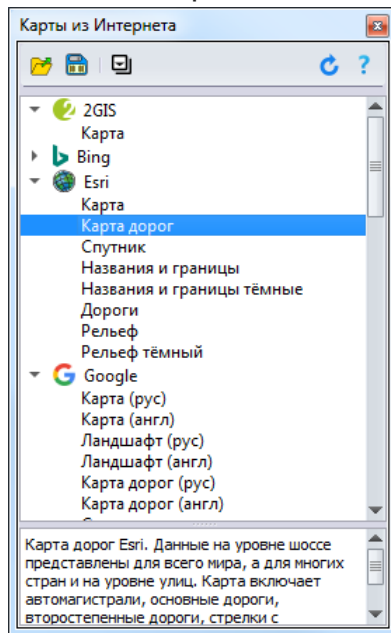 Карты из Интернета
?
2GIS
Карта
Bing
Esri
Карта
Карта дорог
Спутник
Названия и границы
Названия и границы тёмные
Дороги
Рельеф
Рельеф тёмный
Google
Карта (рус)
Карта (англ)
Ландшафт (рус)
Ландшафт (англ)
Карта дорог (рус)
Карта дорог (англ)
Карта дорог Esri. Данные на уровне шоссе
представлены для всего мира, а для многих
стран и на уровне улиц. Карта включает
автомагистрали, основные дороги,
второстепенные дороги, стрелки с